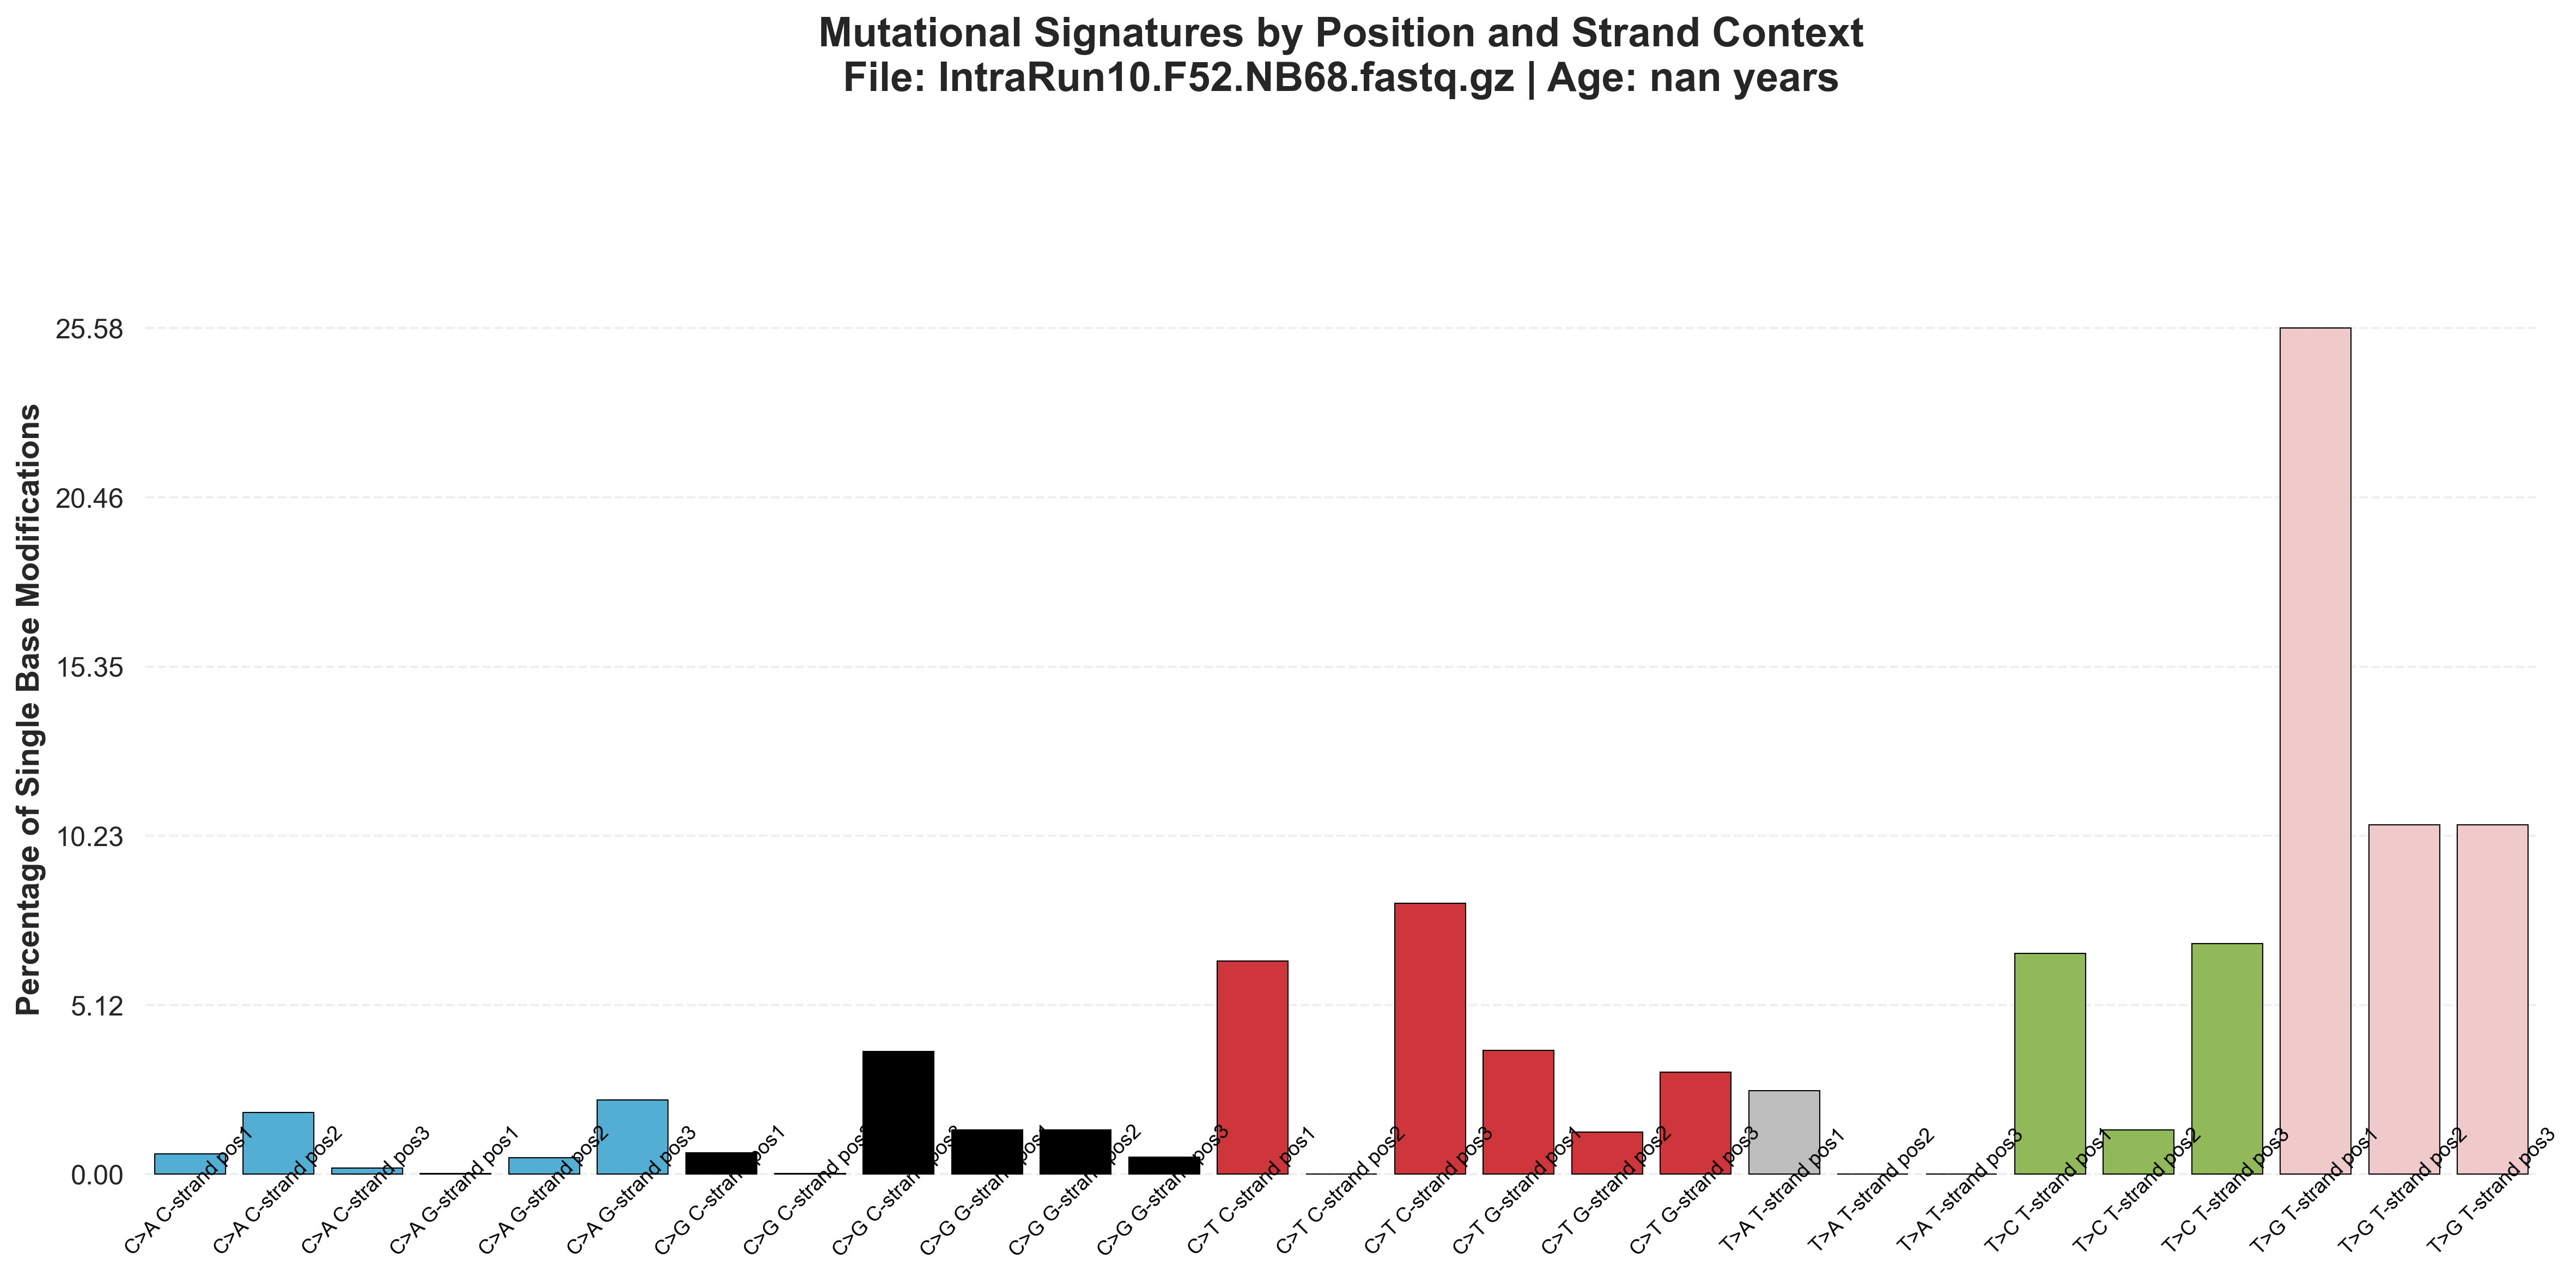 Mutational Signatures by Position and Strand Context
File: IntraRun10.F52.NB68.fastq.gz | Age: nan years
Percentage of Single Base Modifications
25.58
20.46
15.35
10.23
5.12
0.00
C>A C-strand pos1
C>A C-strand pos2
C>A C-strand pos3
C>A G-strand pos1
C>A G-strand pos2
C>A G-strand pos3
C>G C-strand pos1
C>G C-strand pos2
C>G C-strand pos3
C>G G-strand pos1
C>G G-strand pos2
C>G G-strand pos3
C>T C-strand pos1
C>T C-strand pos2
C>T C-strand pos3
C>T G-strand pos1
C>T G-strand pos2
C>T G-strand pos3
T>A T-strand pos1
T>A T-strand pos2
T>A T-strand pos3
T>C T-strand pos1
T>C T-strand pos2
T>C T-strand pos3
T>G T-strand pos1
T>G T-strand pos2
T>G T-strand pos3